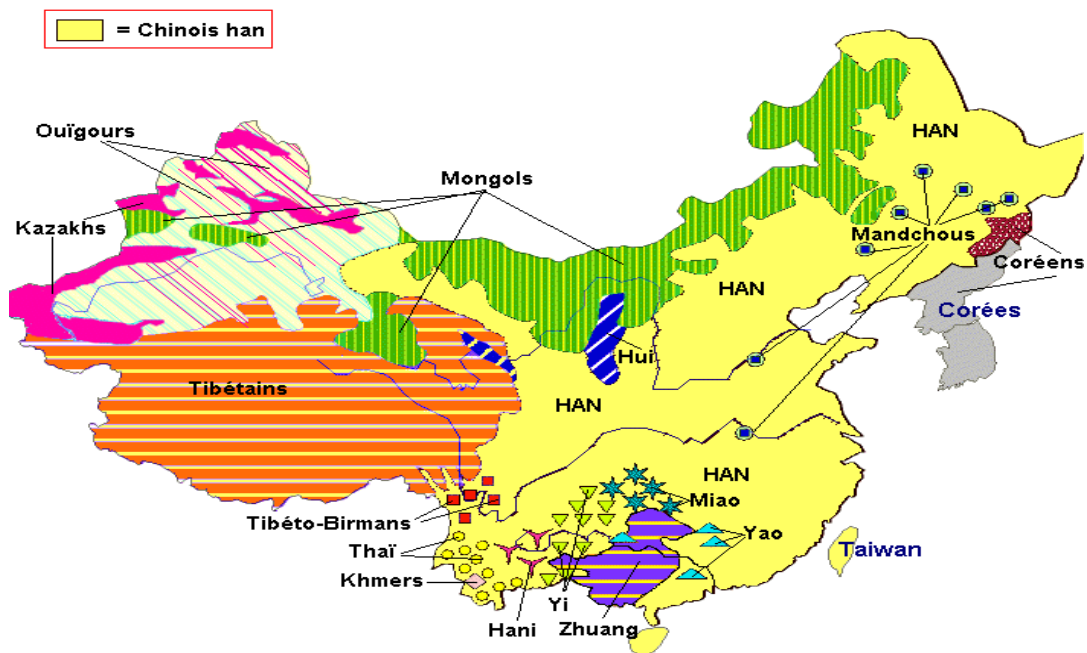 = Chinois han
Ouïgours
HAN
Mongols
Kazakhs
Mandchous
Coréens
HAN
Corées
Hui
Tibétains
HAN
HAN
Miao
Tibéto-Birmans
Yao
Thaï
Taiwan
Khmers
Yi
Hani
Zhuang